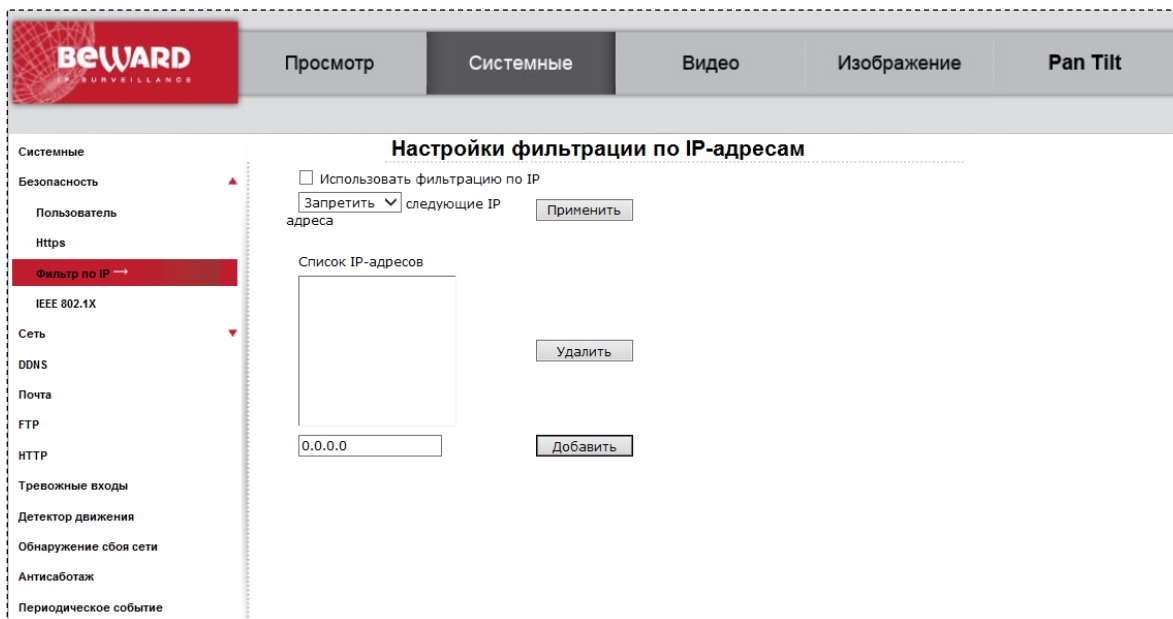 BEWARD
IP SURVEILLANCE
Просмотр
Системные
Видео
Изображение
Pan Tilt
Системные
Безопасность
Пользователь
Https
Фильтр по IP →
IEEE 802.1X
Сеть
DDNS
Почта
FTP
HTTP
Тревожные входы
Детектор движения
Обнаружение сбоя сети
Антисаботаж
Периодическое событие
Настройки фильтрации по IP-адресам
Использовать фильтрацию по IP
Запретить следующие IP
адреса
Применить
Список IP-адресов
Удалить
0.0.0.0
Добавить